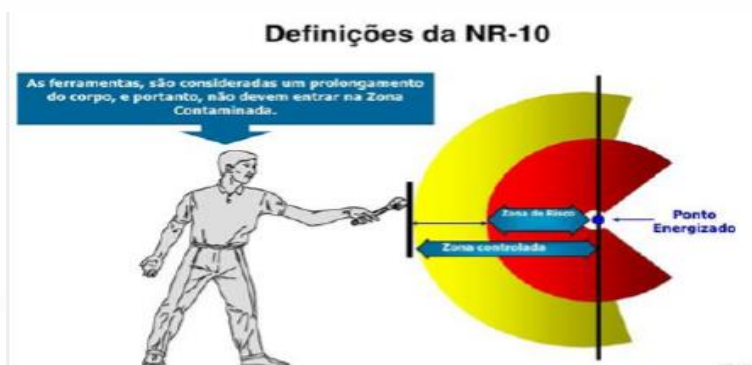 Definições da NR-10
As ferramentas, são consideradas um prolongamento
do corpo, e portanto, não devem entrar na Zona
Contaminada.
Zona de Risco
Ponto
Energizado
Zona controlada